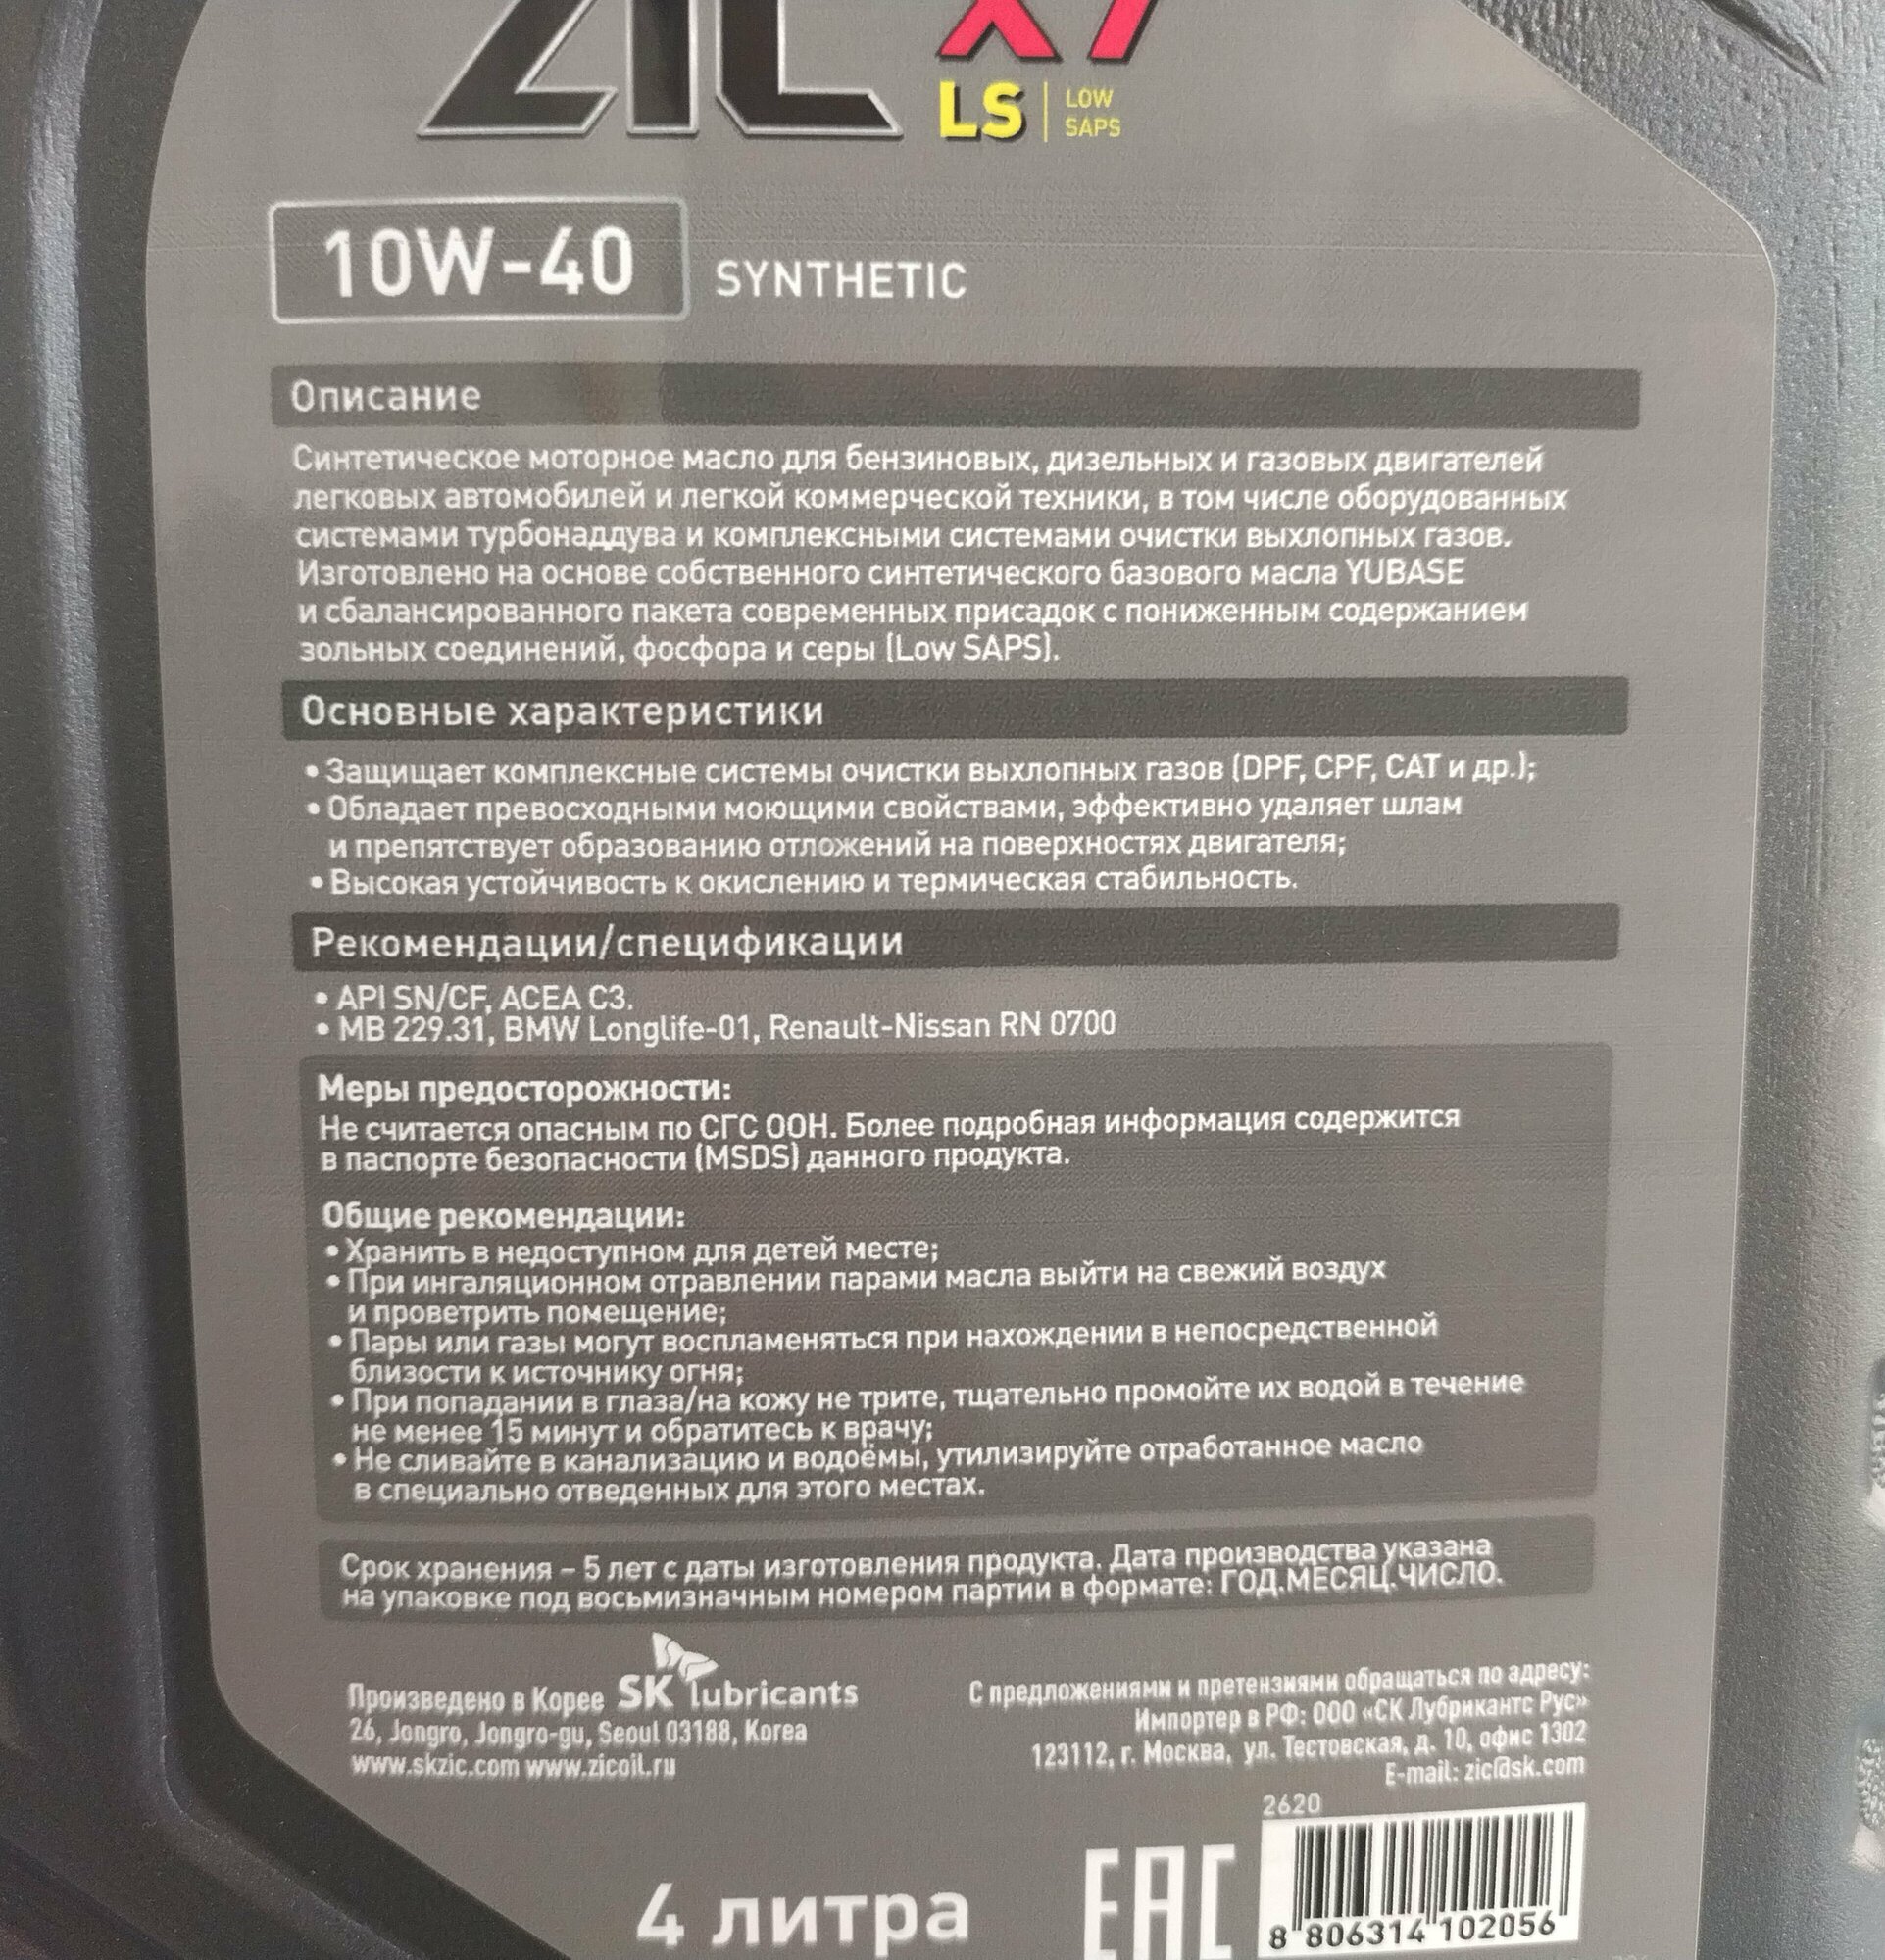 ZIC X7
LS LOW
SAPS
10W-40 SYNTHETIC
Описание
Синтетическое моторное масло для бензиновых, дизельных и газовых двигателей
легковых автомобилей и легкой коммерческой техники, в том числе оборудованных
системами турбонаддува и комплексными системами очистки выхлопных газов.
Изготовлено на основе собственного синтетического базового масла YUBASE
и сбалансированного пакета современных присадок с пониженным содержанием
зольных соединений, фосфора и серы (Low SAPS).
Основные характеристики
• Защищает комплексные системы очистки выхлопных газов (DPF, CPF, CAT и др.);
• Обладает превосходными моющими свойствами, эффективно удаляет шлам
и препятствует образованию отложений на поверхностях двигателя;
• Высокая устойчивость к окислению и термическая стабильность.
Рекомендации/спецификации
• API SN/CF, ACEA C3.
• MB 229.31, BMW Longlife-01, Renault-Nissan RN 0700
Меры предосторожности:
Не считается опасным по СГС ООН. Более подробная информация содержится
в паспорте безопасности (MSDS) данного продукта.
Общие рекомендации:
• Хранить в недоступном для детей месте;
• При ингаляционном отравлении парами масла выйти на свежий воздух
и проветрить помещение;
• Пары или газы могут воспламеняться при нахождении в непосредственной
близости к источнику огня;
• При попадании в глаза/на кожу не трите, тщательно промойте их водой в течение
не менее 15 минут и обратитесь к врачу;
• Не сливайте в канализацию и водоёмы, утилизируйте отработанное масло
в специально отведенных для этого местах.
Срок хранения – 5 лет с даты изготовления продукта. Дата производства указана
на упаковке под восьмизначным номером партии в формате: ГОД.МЕСЯЦ.ЧИСЛО.
Произведено в Корее SK lubricants
26, Jongro, Jongro-gu, Seoul 03188, Korea
www.skzic.com www.zicoil.ru
С предложениями и претензиями обращаться по адресу:
Импортер в РФ: ООО «СК Лубрикантс Рус»
123112, г. Москва, ул. Тестовская, д. 10, офис 1302
E-mail: zic@sk.com
2620
4 литра
EAC
8 806314 102056